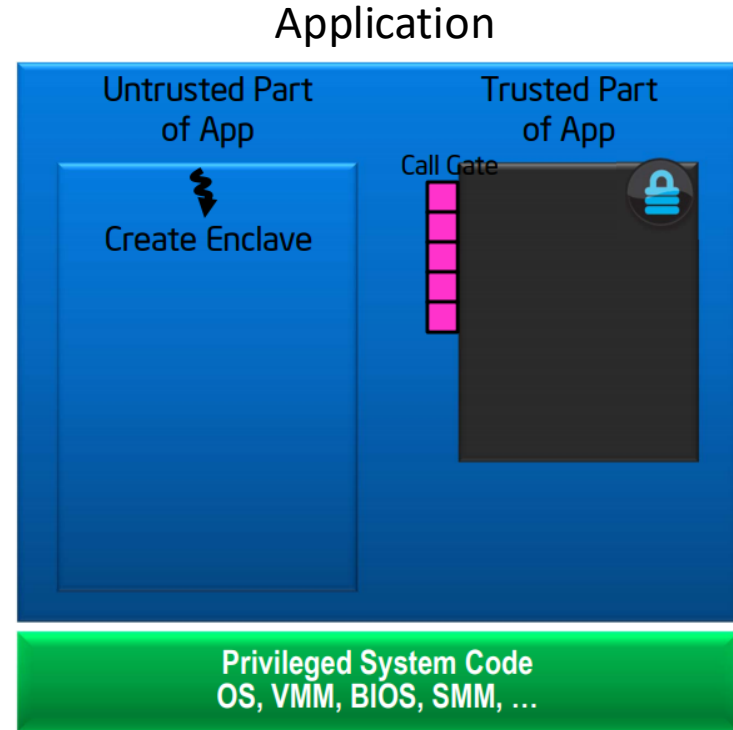 Application
Untrusted Part
of App
Create Enclave
Trusted Part
of App
Call Gate
Privileged System Code
OS, VMM, BIOS, SMM, …